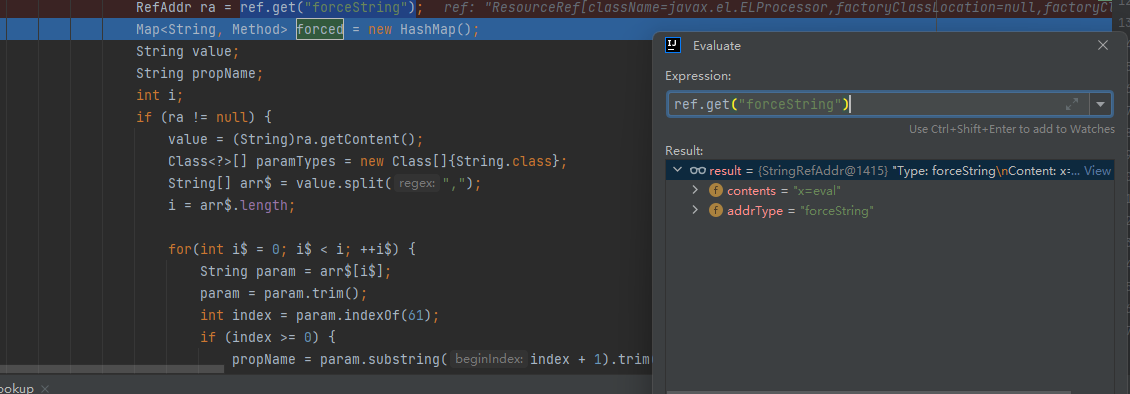 RefAddr ra = ref.get("forceString"); ref: "ResourceRef[className=javax.el.ELProcessor,factoryClassLocation=null,factoryCl
Map<String, Method> forced = new HashMap();
String value;
String propName;
int i;
if (ra != null) {
value = (String)ra.getContent();
Class<?>[] paramTypes = new Class[]{String.class};
String[] arr$ = value.split( regex: ",");
i = arr$.length;
for(int i$ = 0; i$ < i; ++i$) {
String param = arr$[i$];
param = param.trim();
int index = param.indexOf(61);
if (index >= 0) {
propName = param.substring( beginIndex: index + 1).trim(
ookup
Evaluate
Expression:
ref.get("forceString")
Use Ctrl+Shift+Enter to add to Watches
Result:
result = {StringRefAddr@1415} "Type: forceString\nContent: x=... View
contents = "x=eval"
addrType = "forceString"